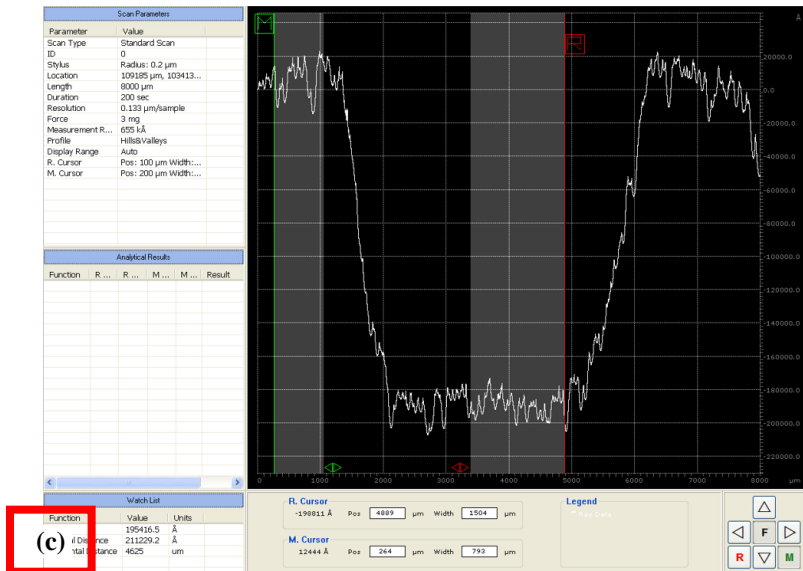 Scan Parameters
Parameter Value
Scan Type Standard Scan
ID 0
Stylus Radius: 0.2 µm
Location 109185 µm, 103413...
Length 8000 µm
Duration 200 sec
Resolution 0.133 µm/sample
Force 3 mg
Measurement R... 655 kÅ
Profile Hills&Valleys
Display Range Auto
R. Cursor Pos: 100 µm Width:...
M. Cursor Pos: 200 µm Width:...
Analytical Results
Function R ... R ... M ... M ... Result
Watch List
Function Value Units
195416.5 Å
Distance 211229.2 Å
Distance 4625 um
(c)
M
R
Å
20000.0
0.0
-20000.0
-40000.0
-60000.0
-80000.0
-100000.0
-120000.0
-140000.0
-160000.0
-180000.0
-200000.0
-220000.0
0 1000 2000 3000 4000 5000 6000 7000 8000 µm
R. Cursor
-198811 Å Pos 4889 µm Width 1504 µm
M. Cursor
12444 Å Pos 264 µm Width 793 µm
Legend
F
R M